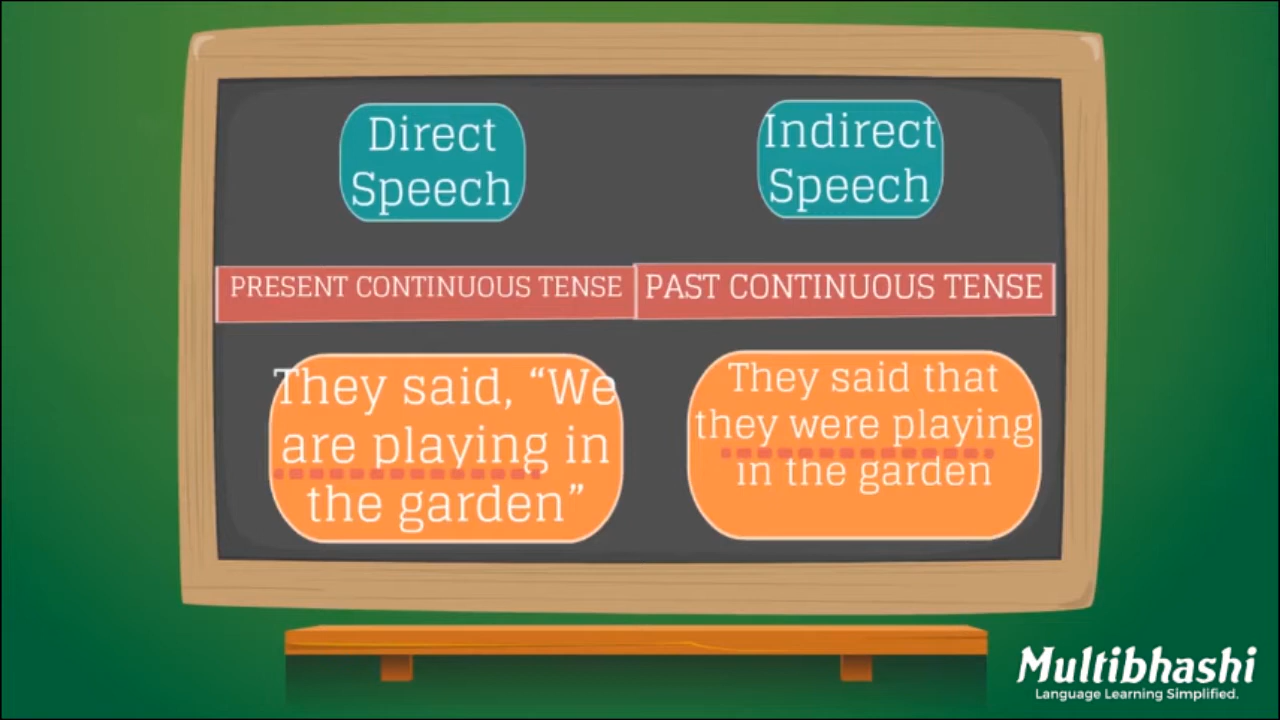 Direct
Speech
Indirect
Speech
PRESENT CONTINUOUS TENSE
PAST CONTINUOUS TENSE
They said, “We
are playing in
the garden”
They said that
they were playing
in the garden
Multibhashi
Language Learning Simplified.